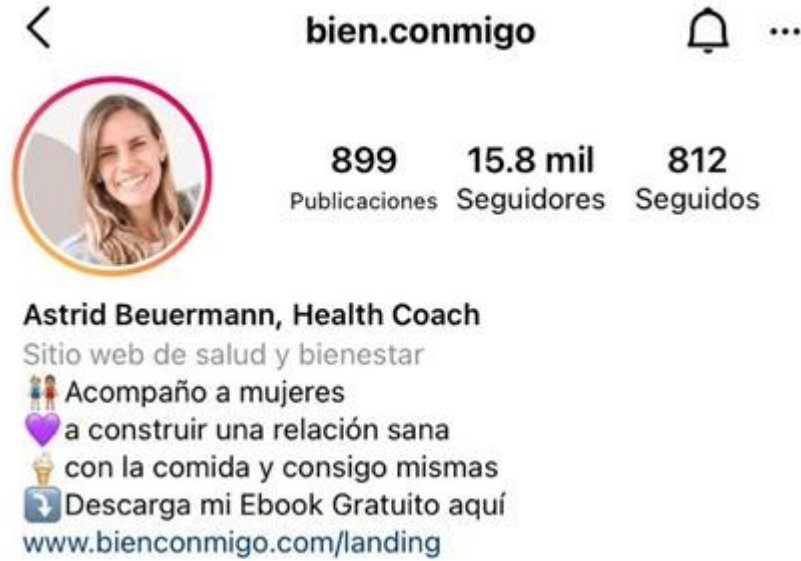 bien.conmigo
899 15.8 mil 812
Publicaciones Seguidores Seguidos
Astrid Beuermann, Health Coach
Sitio web de salud y bienestar
Acompaño a mujeres
a construir una relación sana
con la comida y consigo mismas
Descarga mi Ebook Gratuito aquí
www.bienconmigo.com/landing